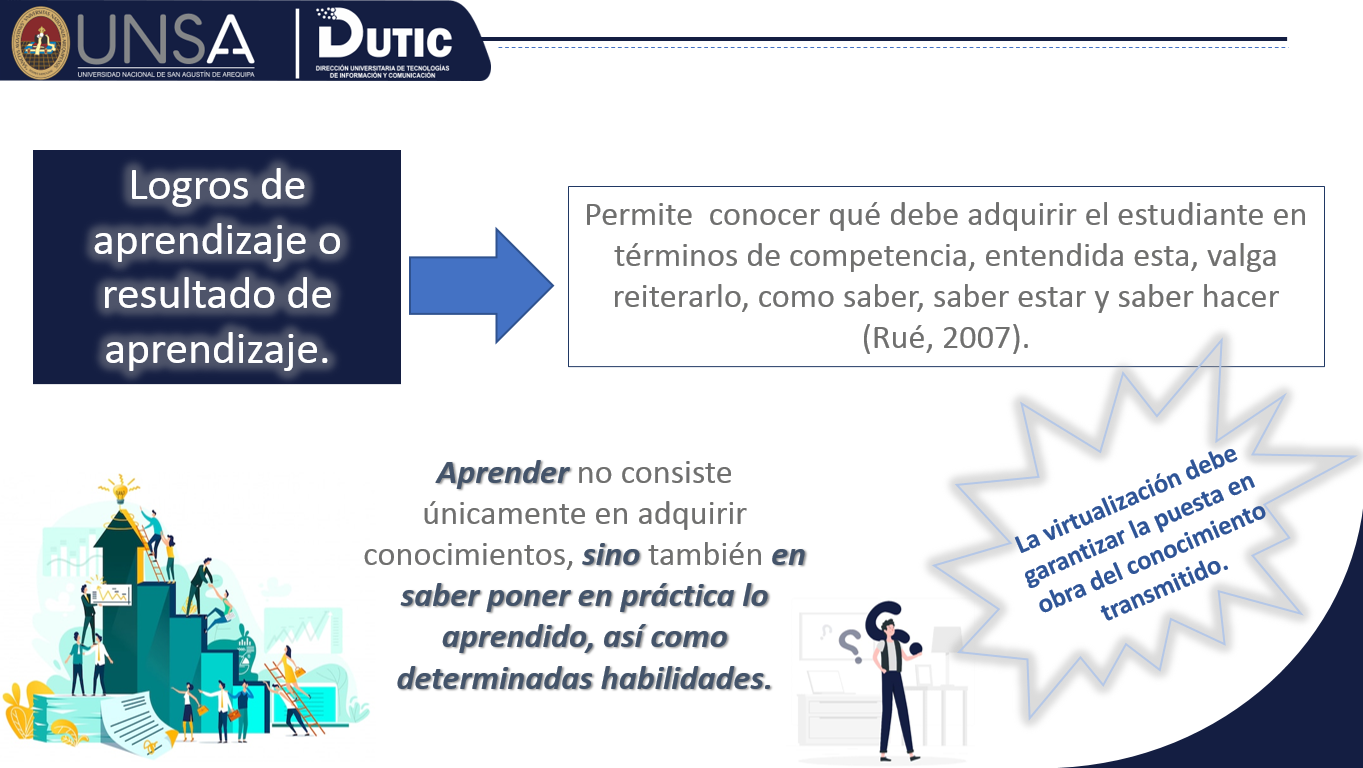 UNSA
UNIVERSIDAD NACIONAL DE SAN AGUSTÍN DE AREQUIPA
DUTIC
DIRECCIÓN UNIVERSITARIA DE TECNOLOGÍAS
DE INFORMACIÓN Y COMUNICACIÓN
Logros de
aprendizaje o
resultado de
aprendizaje.
Permite conocer qué debe adquirir el estudiante en
términos de competencia, entendida esta, valga
reiterarlo, como saber, saber estar y saber hacer
(Rué, 2007).
Aprender no consiste
únicamente en adquirir
conocimientos, sino también en
saber poner en práctica lo
aprendido, así como
determinadas habilidades.
La virtualización debe
garantizar la puesta en
obra del conocimiento
transmitido.